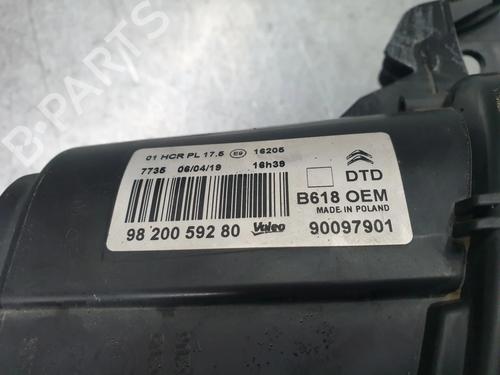 B-PARTS
01 HCR PL 17.5 E9 16205
7735 06/04/19 16h39
DTD
B618 OEM
MADE IN POLAND
98 200 592 80 Valeo 90097901